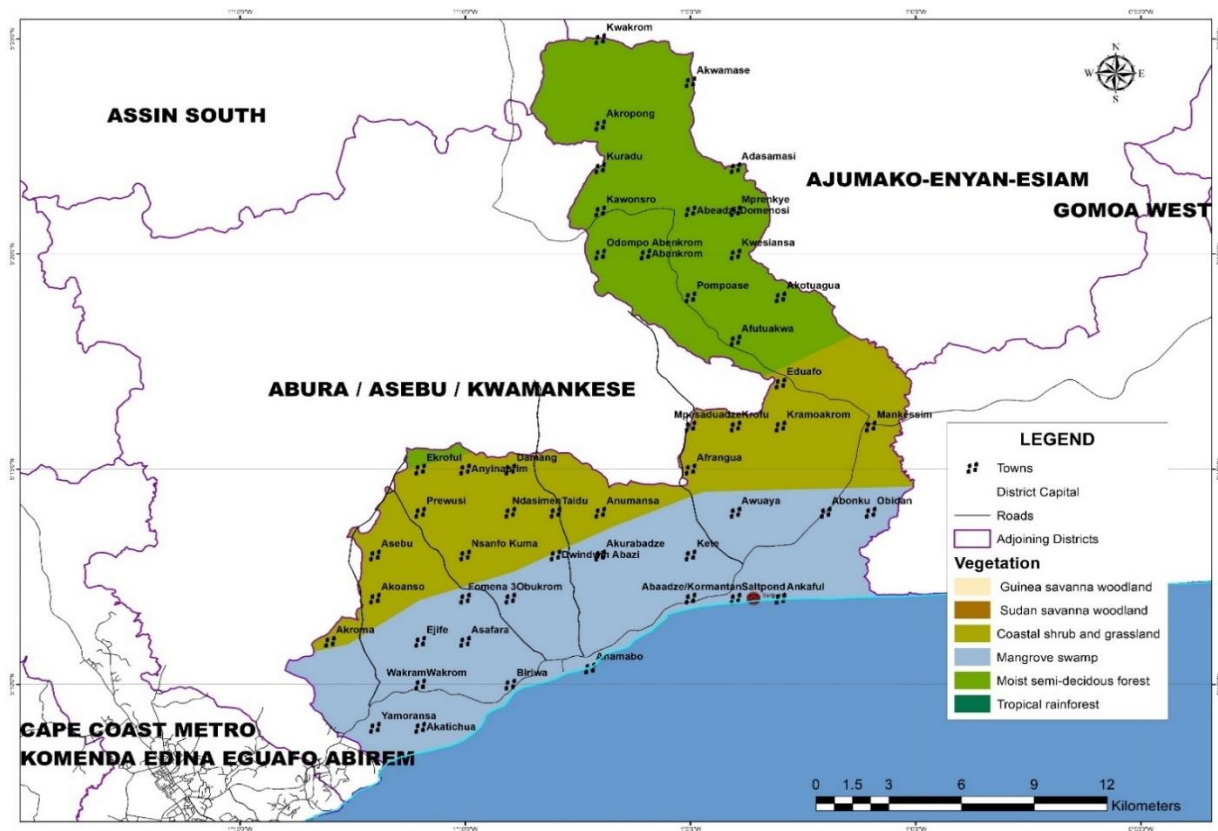 Kwakrom
Akwamase
N
W E
S
ASSIN SOUTH
Akropong
Kuradu
Adasamasi
AJUMAKO-ENYAN-ESIAM
GOMOA WEST
Kawonsro
Mprenkye
Domenosi
Odompo Abenkrom
Abankrom
Kwesiansa
Pompoase
Akotuagua
Afutuakwa
Eduafo
ABURA / ASEBU / KWAMANKESE
Mpesaduadze
Krofu
Kramoakrom
Mankessim
Ekroful
Damang
Afrangua
Prewusi
Ndasimen
Taidu
Anumansa
Awuaya
Abonku
Obidan
Asebu
Nsanfo Kuma
Dwindwin Abazi
Akurabadze
Kete
Akoanso
Fomena 3
Obukrom
Abaadze/Kormantan
Saltpond
Ankaful
Akroma
Ejife
Asafara
Wakram
Wakrom
Biriwa
Anamabo
Yamoransa
Akatichua
CAPE COAST METRO
KOMENDA EDINA EGUAFO ABIREM
LEGEND
Towns
District Capital
Roads
Adjoining Districts
Vegetation
Guinea savanna woodland
Sudan savanna woodland
Coastal shrub and grassland
Mangrove swamp
Moist semi-decidous forest
Tropical rainforest
0 1.5 3 6 9 12
Kilometers